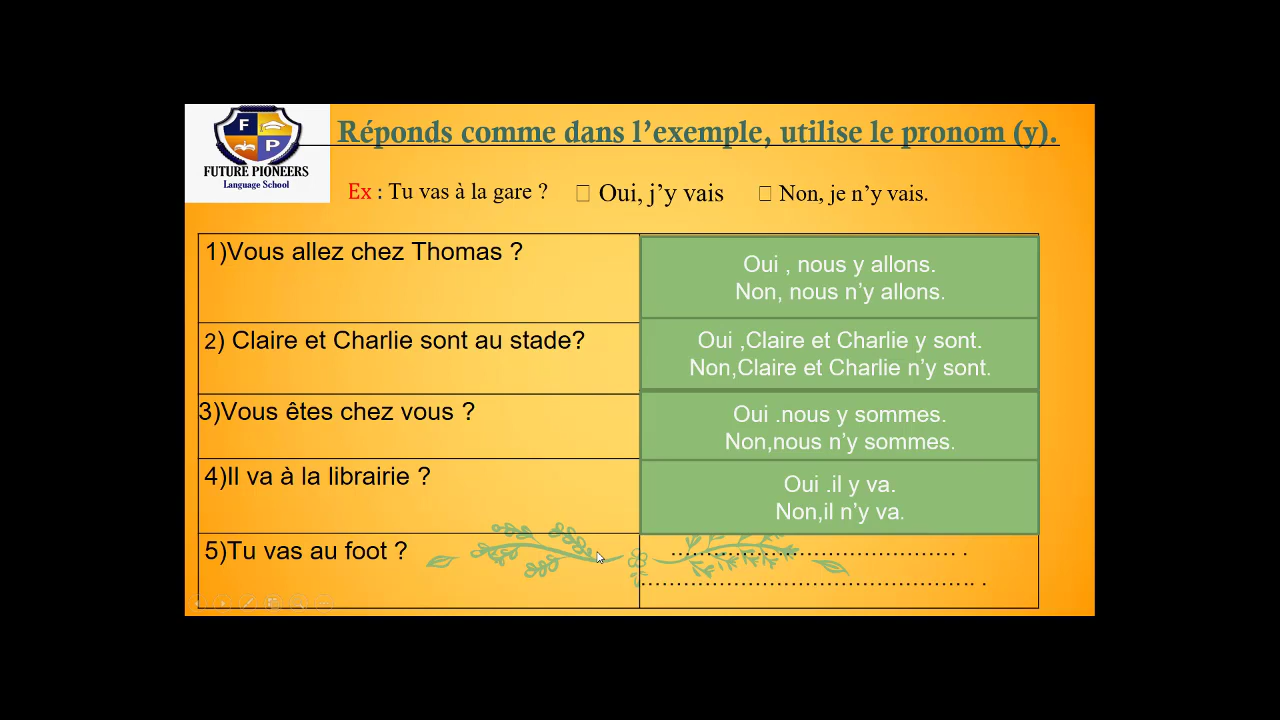 F
P
FUTURE PIONEERS
Language School
Réponds comme dans l’exemple, utilise le pronom (y).
Ex : Tu vas à la gare ? □ Oui, j’y vais □ Non, je n’y vais.
1)Vous allez chez Thomas ?
Oui , nous y allons.
Non, nous n’y allons.
2) Claire et Charlie sont au stade?
Oui ,Claire et Charlie y sont.
Non,Claire et Charlie n’y sont.
3)Vous êtes chez vous ?
Oui .nous y sommes.
Non,nous n’y sommes.
4)Il va à la librairie ?
Oui .il y va.
Non,il n’y va.
5)Tu vas au foot ?
…………………………………. .
……………………………………….. .